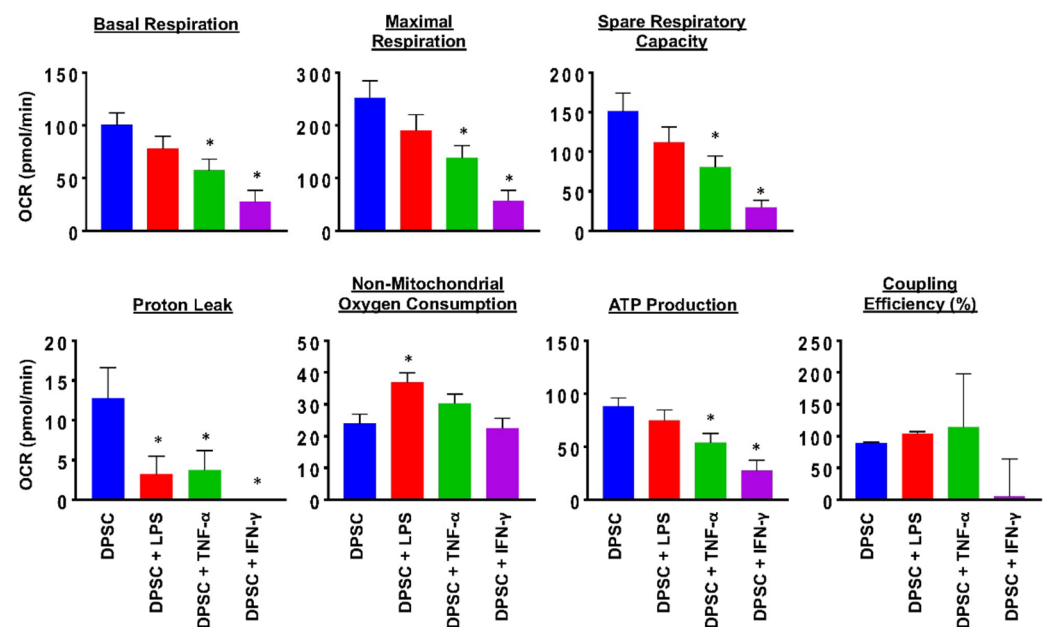 Basal Respiration
Maximal
Respiration
Spare Respiratory
Capacity
OCR (pmol/min)
150
100
50
0
300
200
100
0
200
150
100
50
0
*
*
*
*
*
*
Proton Leak
Non-Mitochondrial
Oxygen Consumption
ATP Production
Coupling
Efficiency (%)
OCR (pmol/min)
20
15
10
5
0
50
40
30
20
10
0
150
100
50
0
250
200
150
100
50
0
*
*
*
*
*
*
DPSC
DPSC + LPS
DPSC + TNF-α
DPSC + IFN-γ
DPSC
DPSC + LPS
DPSC + TNF-α
DPSC + IFN-γ
DPSC
DPSC + LPS
DPSC + TNF-α
DPSC + IFN-γ
DPSC
DPSC + LPS
DPSC + TNF-α
DPSC + IFN-γ